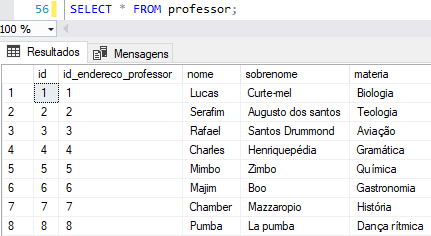 56 SELECT * FROM professor;
100 %
Resultados Mensagens
id id_endereco_professor nome sobrenome materia
1 1 1 Lucas Curte-mel Biologia
2 2 2 Serafim Augusto dos santos Teologia
3 3 3 Rafael Santos Drummond Aviação
4 4 4 Charles Henriquepédia Gramática
5 5 5 Mimbo Zimbo Química
6 6 6 Majim Boo Gastronomia
7 7 7 Chamber Mazzaropio História
8 8 8 Pumba La pumba Dança rítmica